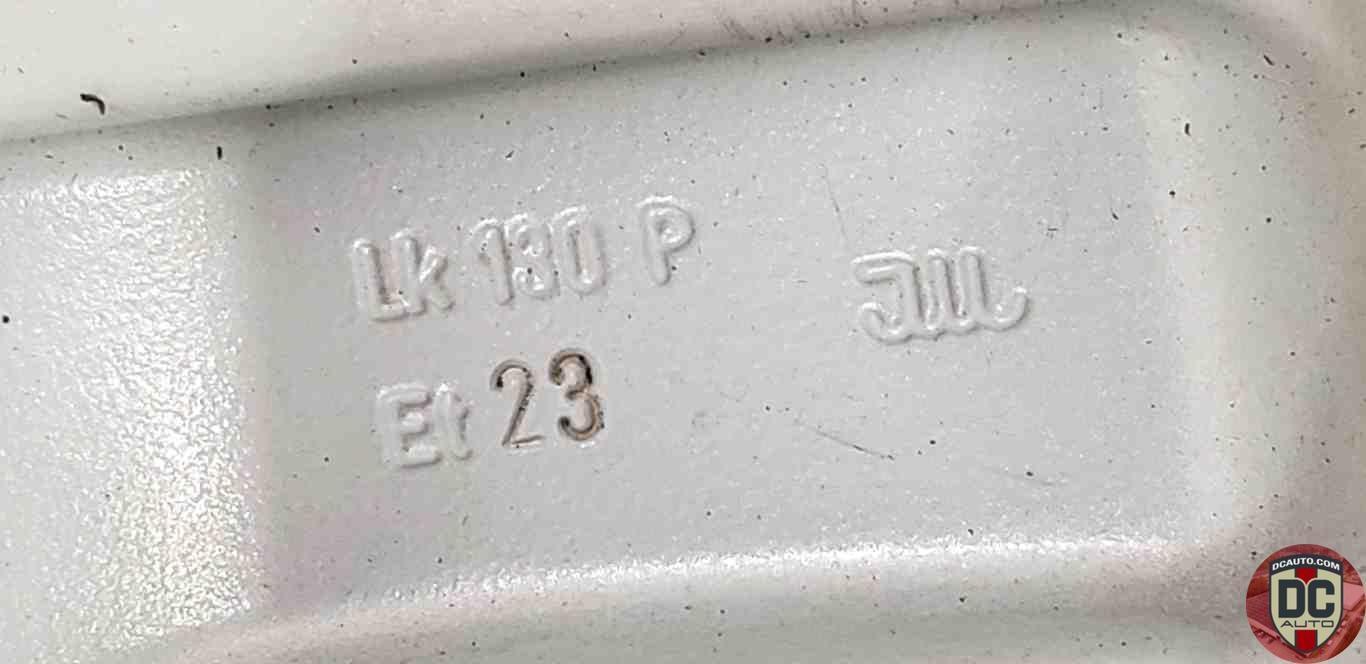 Lk 130 P
Et 23
DCAUTO.COM
DC
AUTO